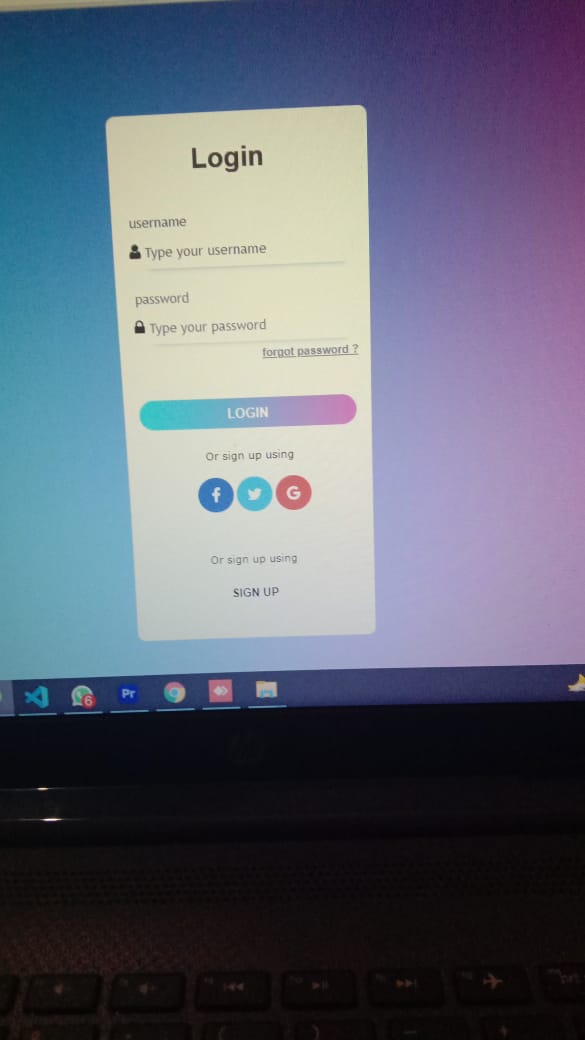 Login
username
Type your username
password
Type your password
forgot password ?
LOGIN
Or sign up using
f
G
Or sign up using
SIGN UP
6
Pr
hp